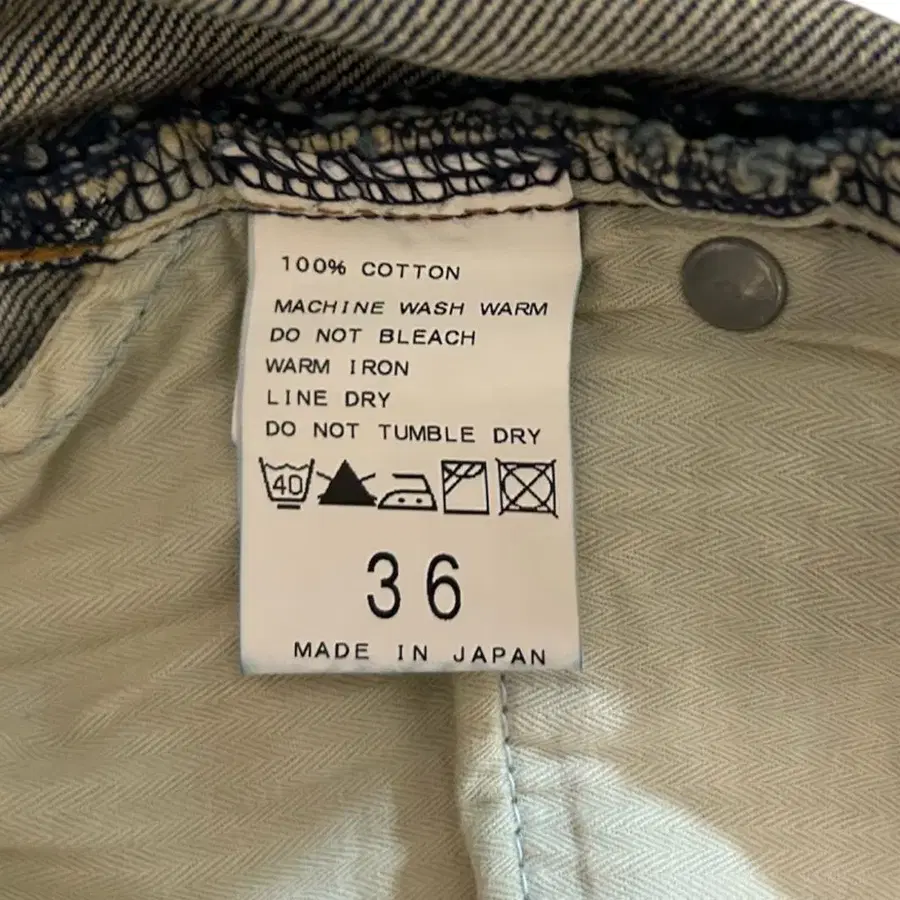 100% COTTON
MACHINE WASH WARM
DO NOT BLEACH
WARM IRON
LINE DRY
DO NOT TUMBLE DRY
40
36
MADE IN JAPAN